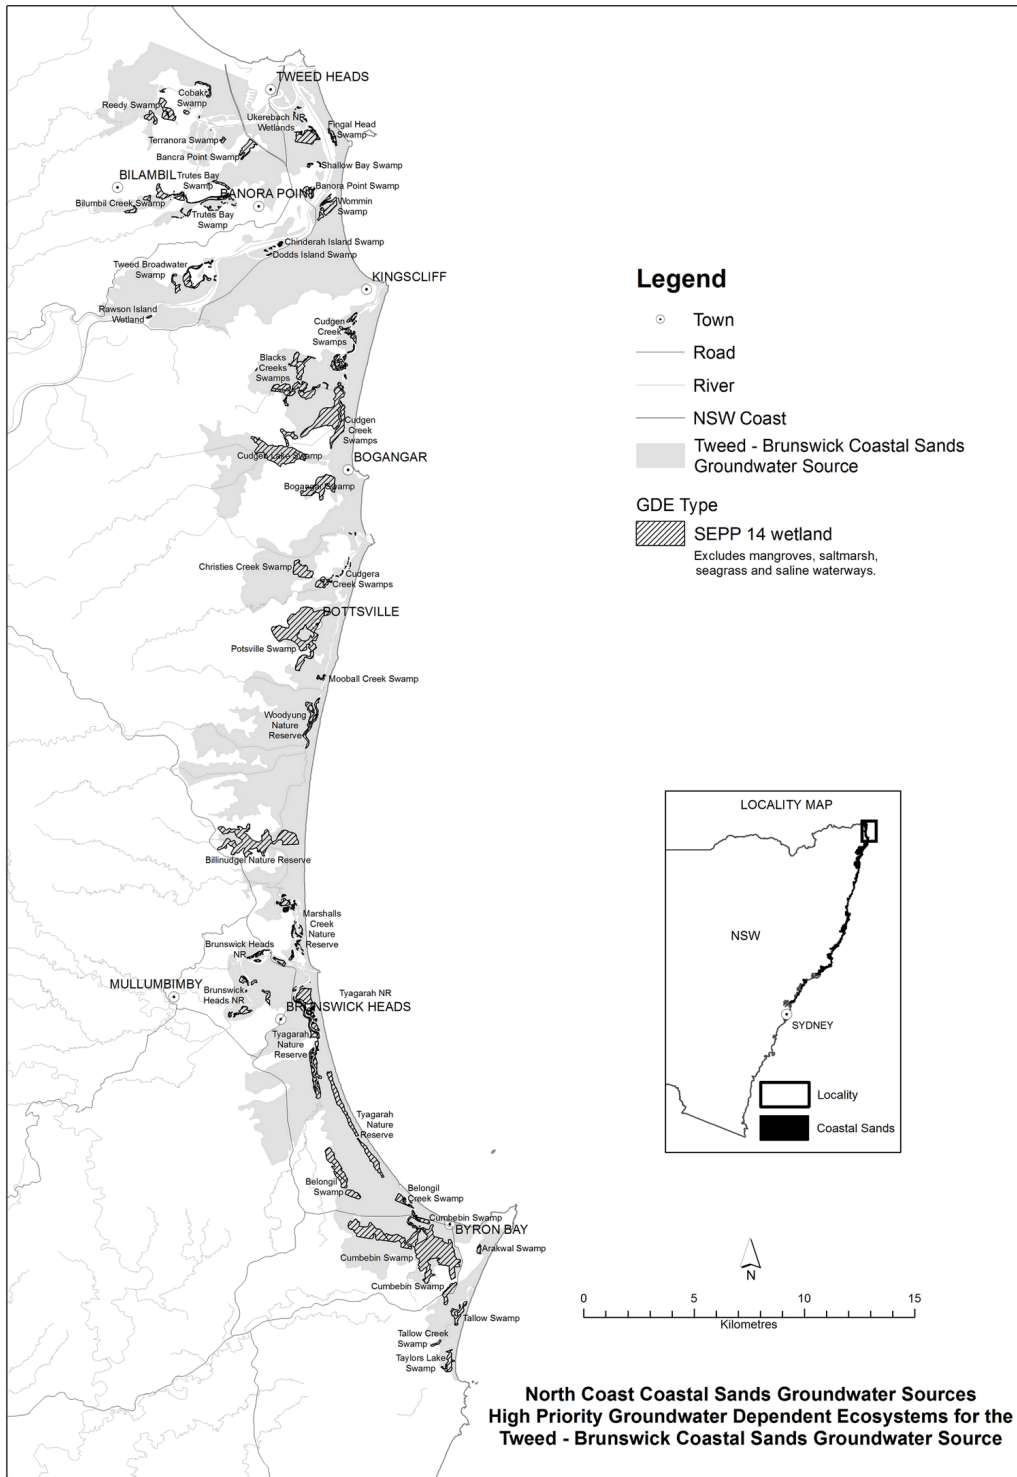 TWEED HEADS
Cobaki
Swamp
Reedy Swamp
Ukerebach NR
Wetlands
Fingal Head
Swamp
Terranora Swamp
Bancra Point Swamp
Shallow Bay Swamp
BILAMBIL
Trutes Bay
Swamp
Banora Point Swamp
BANORA POINT
Bilumbil Creek Swamp
Wommin
Swamp
Trutes Bay
Swamp
Chinderah Island Swamp
Dodds Island Swamp
Tweed Broadwater
Swamp
KINGSCLIFF
Rawson Island
Wetland
Cudgen
Creek
Swamps
Blacks
Creeks
Swamps
Cudgen
Creek
Swamps
Cudgen Lake Swamp
BOGANGAR
Bogangar Swamp
Christies Creek Swamp
Cudgera
Creek Swamps
POTTSVILLE
Potsville Swamp
Mooball Creek Swamp
Woodyung
Nature
Reserve
Billinudgel Nature Reserve
Marshalls
Creek
Nature
Reserve
Brunswick Heads
NR
MULLUMBIMBY
Brunswick
Heads NR
Tyagarah NR
BRUNSWICK HEADS
Tyagarah
Nature
Reserve
Tyagarah
Nature
Reserve
Belongil
Swamp
Belongil
Creek Swamp
Cumbebin Swamp
BYRON BAY
Arakwal Swamp
Cumbebin Swamp
Cumbebin Swamp
Tallow Swamp
Tallow Creek
Swamp
Taylors Lake
Swamp
Legend
Town
Road
River
NSW Coast
Tweed - Brunswick Coastal Sands
Groundwater Source
GDE Type
SEPP 14 wetland
Excludes mangroves, saltmarsh,
seagrass and saline waterways.
LOCALITY MAP
NSW
SYDNEY
Locality
Coastal Sands
N
0 5 10 15
Kilometres
North Coast Coastal Sands Groundwater Sources
High Priority Groundwater Dependent Ecosystems for the
Tweed - Brunswick Coastal Sands Groundwater Source